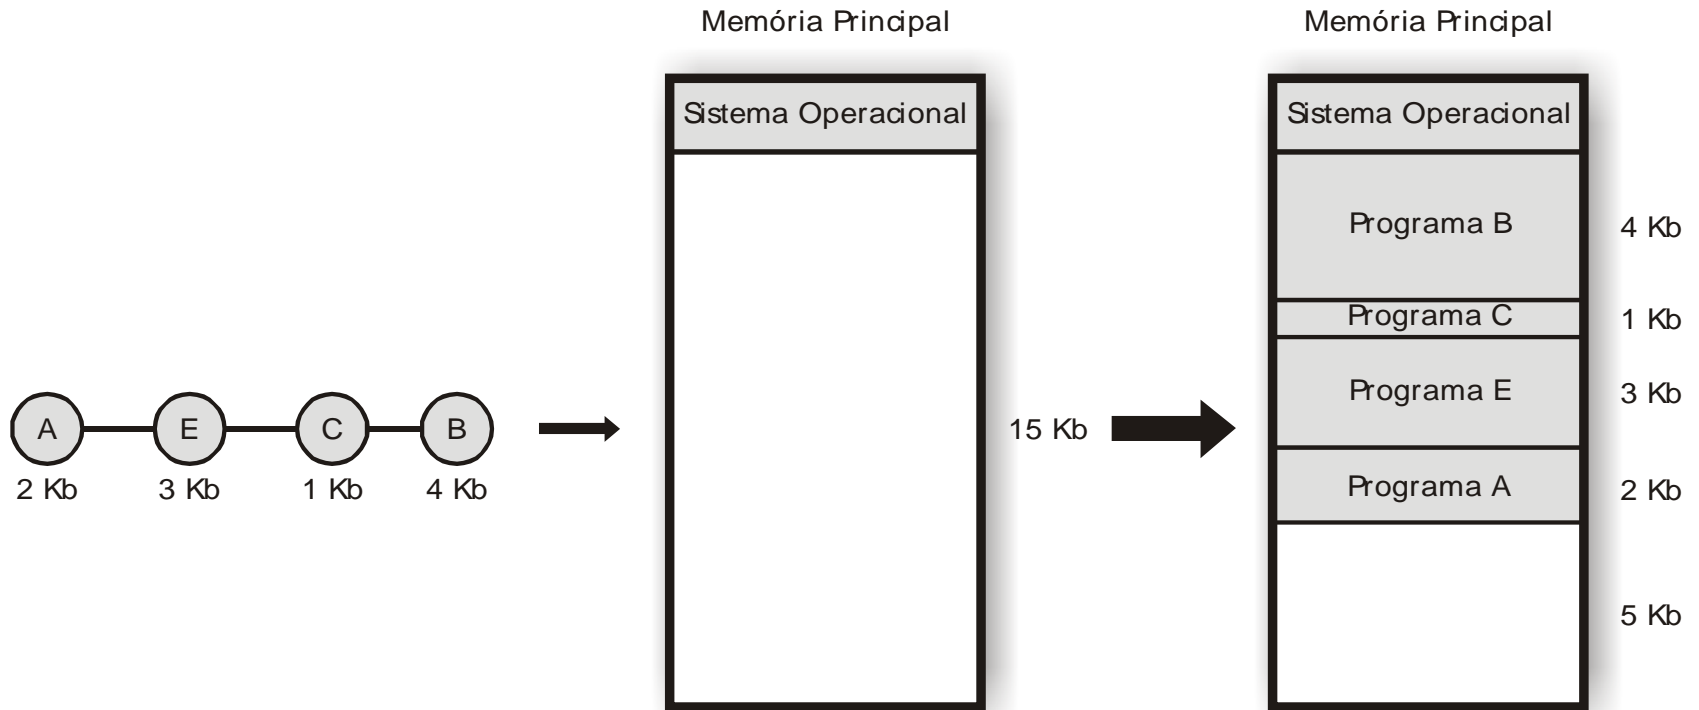 Memória Principal
Memória Principal
Sistema Operacional
Sistema Operacional
Programa B
4 Kb
Programa C
1 Kb
Programa E
3 Kb
A
E
C
B
15 Kb
2 Kb
3 Kb
1 Kb
4 Kb
Programa A
2 Kb
5 Kb